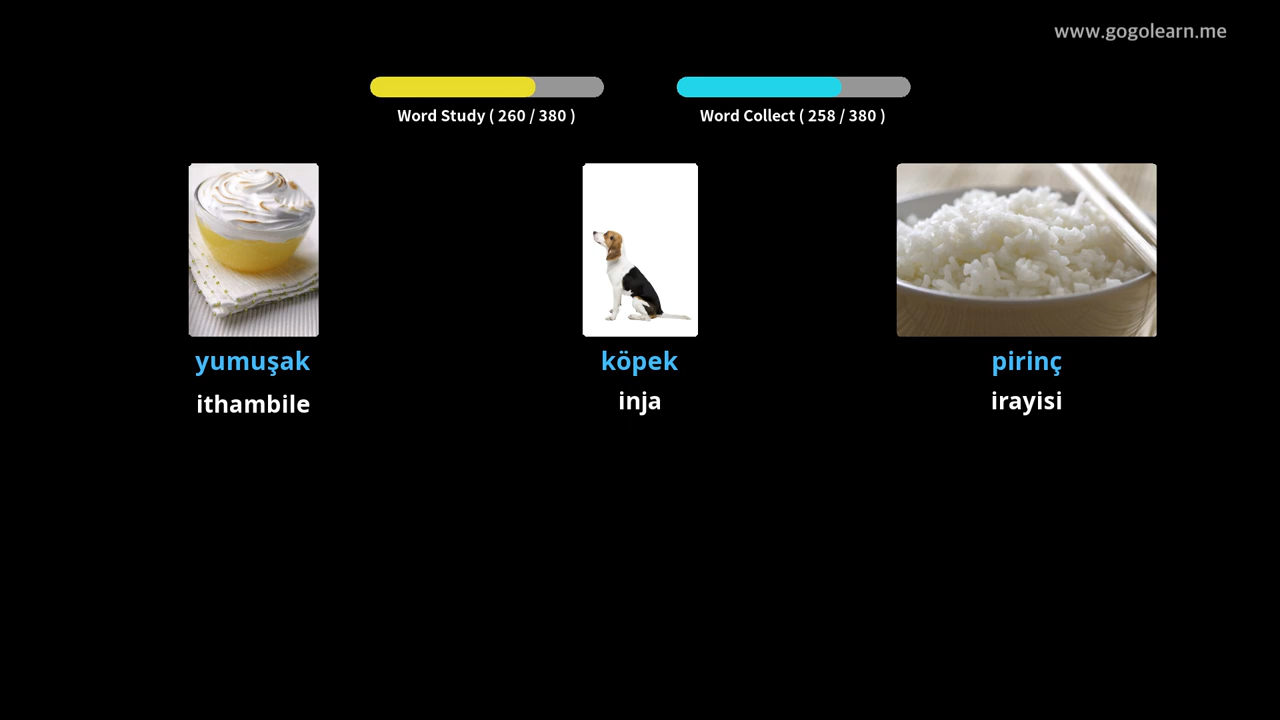 www.gogolearn.me
Word Study ( 260 / 380 )
Word Collect ( 258 / 380 )
yumuşak
köpek
pirinç
ithambile
inja
irayisi